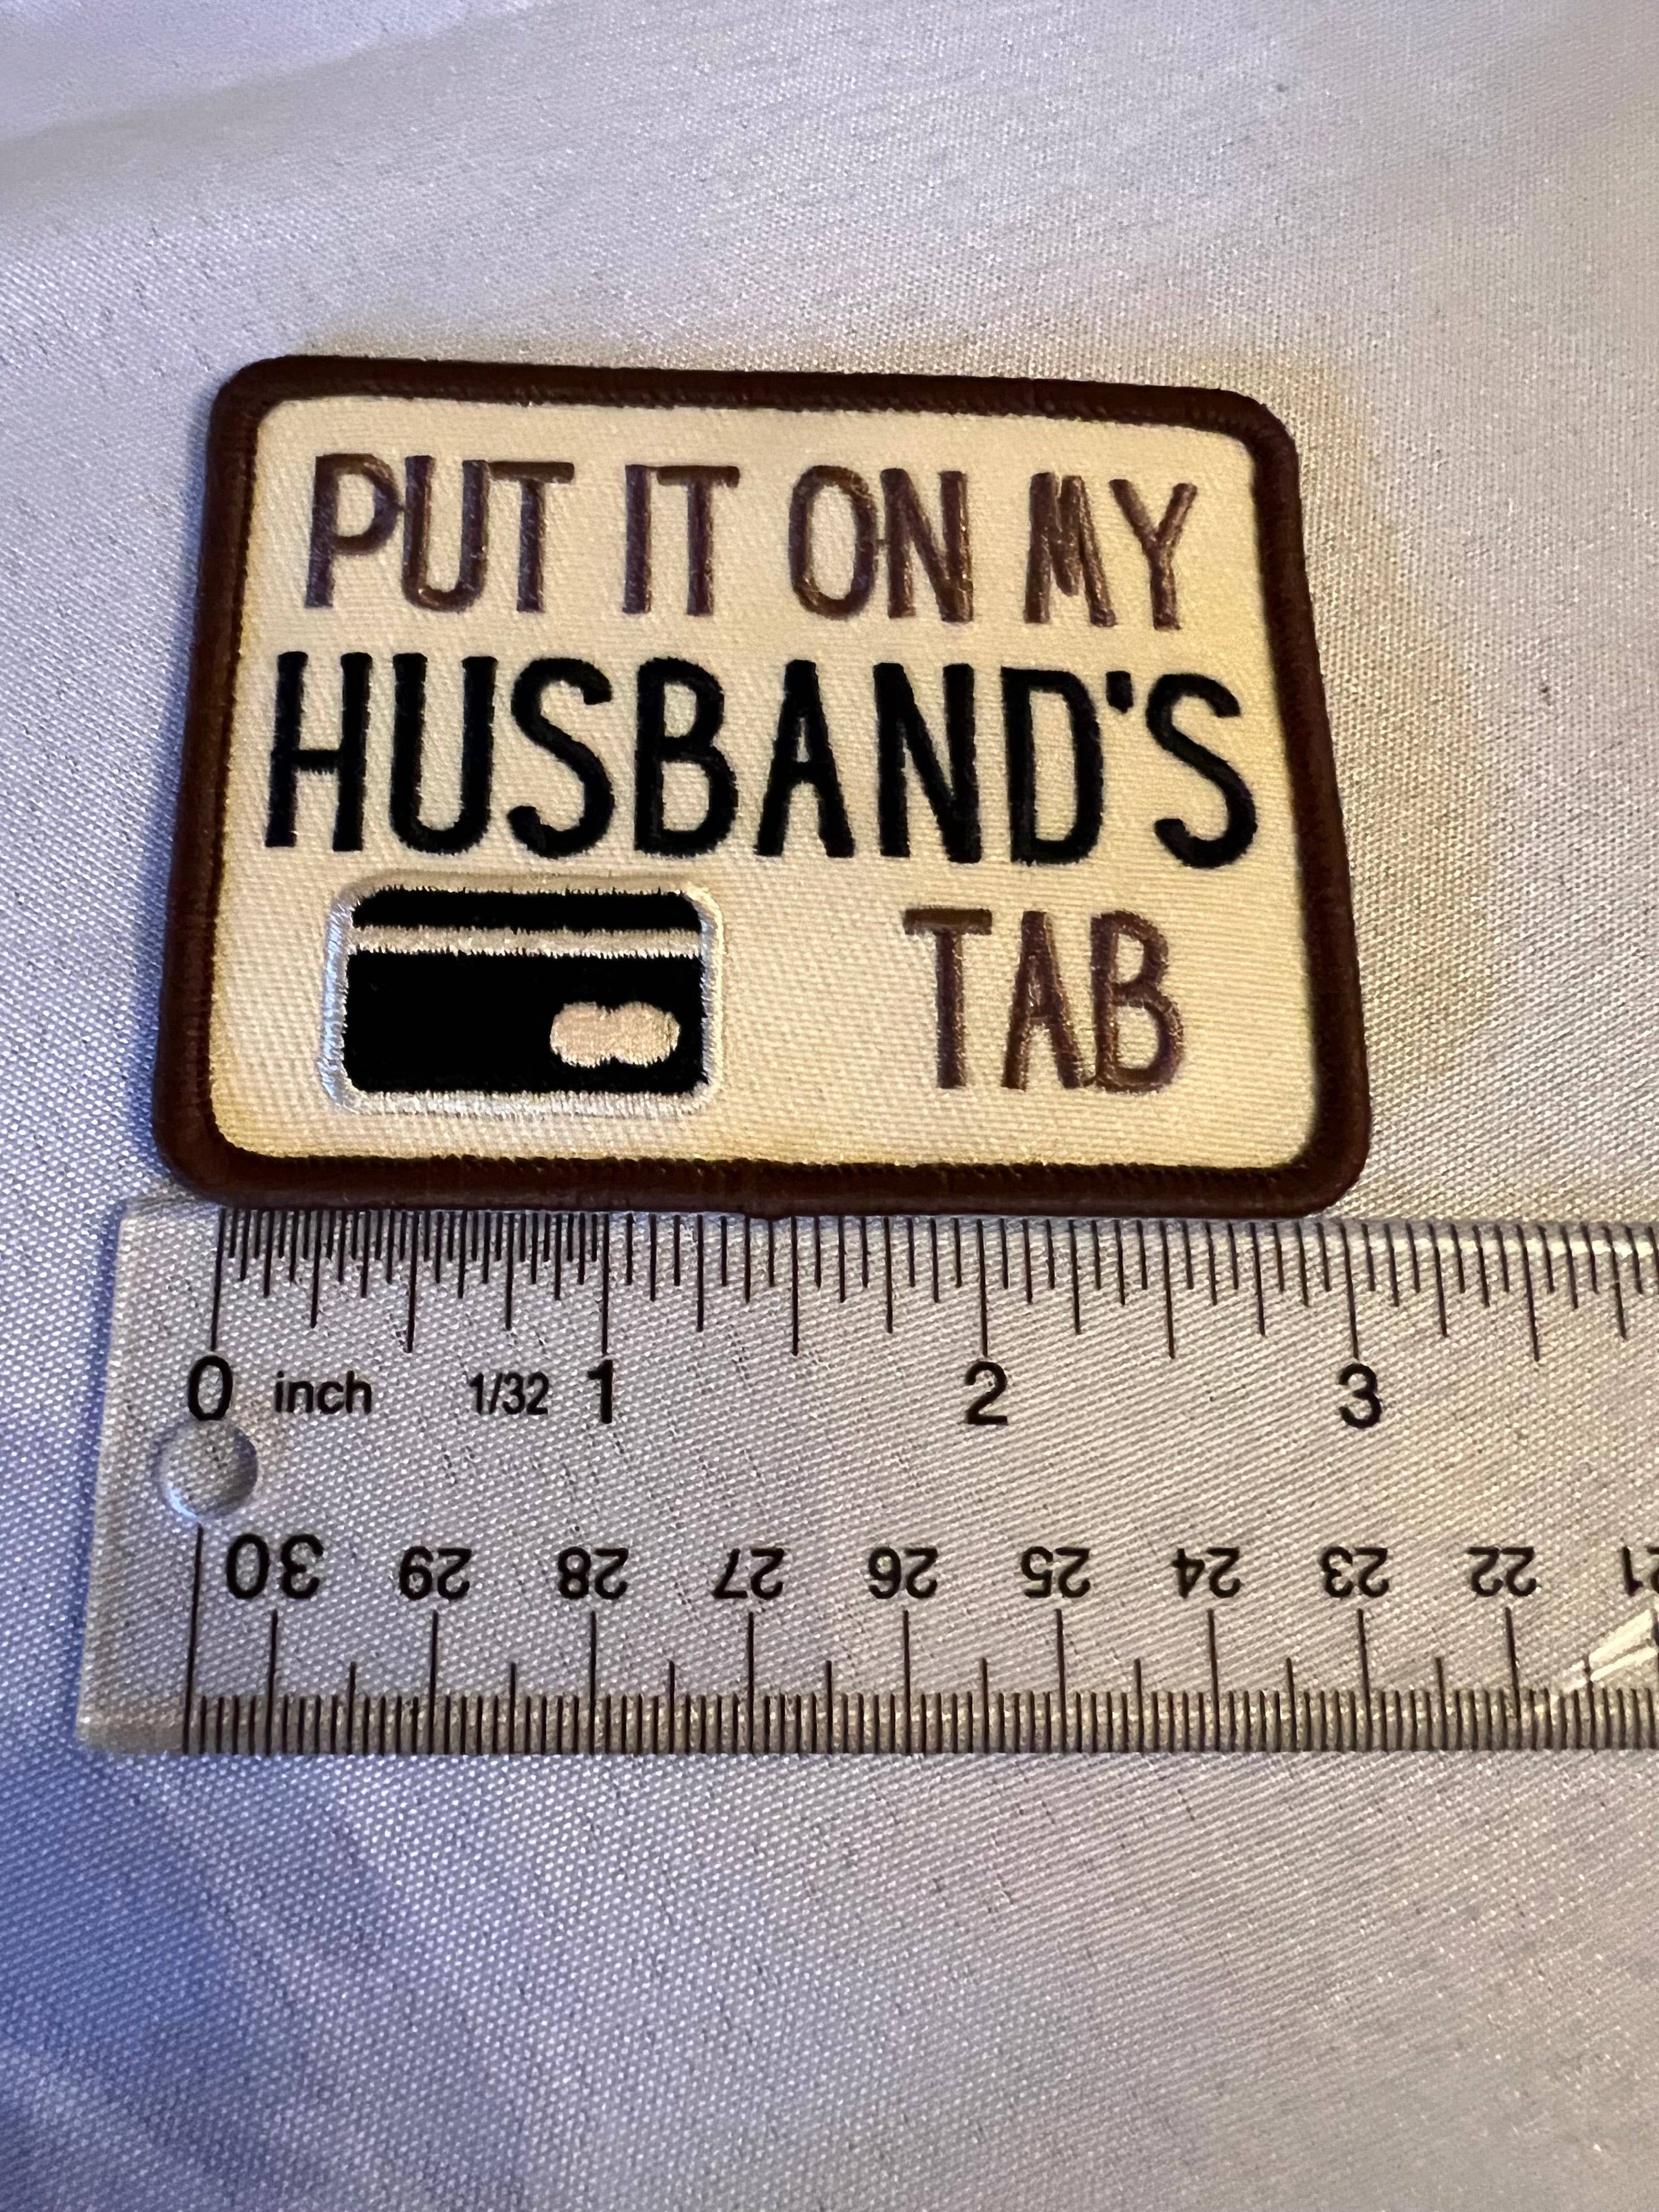 PUT IT ON MY
HUSBAND'S
TAB
0 inch 1/32 1 2 3
30 29 28 27 26 25 24 23 22 21